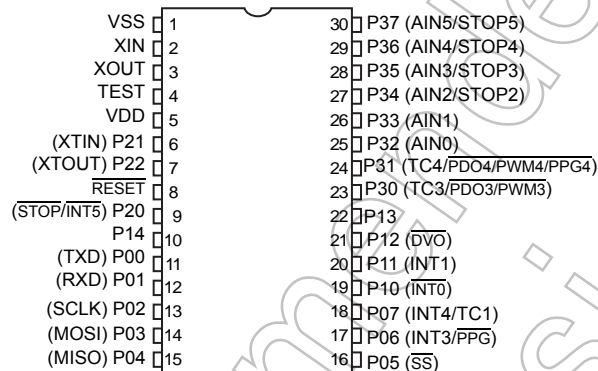 VSS 1 30 P37 (AIN5/STOP5)
XIN 2 29 P36 (AIN4/STOP4)
XOUT 3 28 P35 (AIN3/STOP3)
TEST 4 27 P34 (AIN2/STOP2)
VDD 5 26 P33 (AIN1)
(XTIN) P21 6 25 P32 (AIN0)
(XTOUT) P22 7 24 P31 (TC4/PDO4/PWM4/PPG4)
RESET 8 23 P30 (TC3/PDO3/PWM3)
(STOP/INT5) P20 9 22 P13
P14 10 21 P12 (DVO)
(TXD) P00 11 20 P11 (INT1)
(RXD) P01 12 19 P10 (INT0)
(SCLK) P02 13 18 P07 (INT4/TC1)
(MOSI) P03 14 17 P06 (INT3/PPG)
(MISO) P04 15 16 P05 (SS)